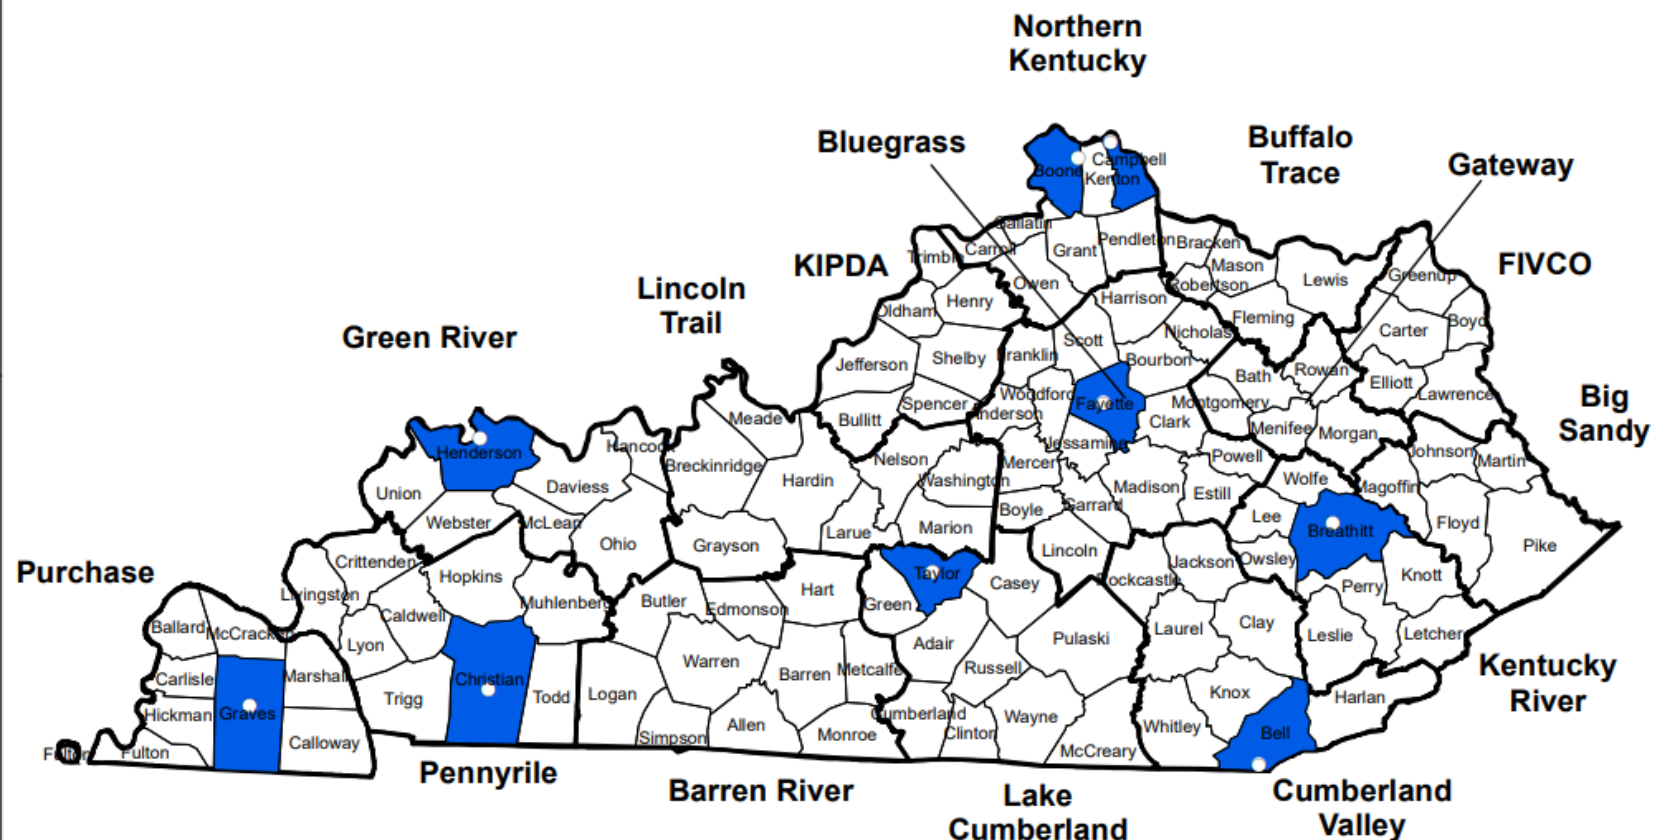 Northern
Kentucky
Bluegrass
Buffalo
Trace
Gateway
KIPDA
FIVCO
Lincoln
Trail
Green River
Big
Sandy
Purchase
Kentucky
River
Pennyrile
Barren River
Lake
Cumberland
Cumberland
Valley
Boone
Campbell
Kenton
Gallatin
Carroll
Grant
Pendleton
Bracken
Trimble
Owen
Mason
Robertson
Lewis
Greenup
Oldham
Henry
Harrison
Fleming
Carter
Boyd
Nicholas
Scott
Franklin
Jefferson
Shelby
Bourbon
Bath
Rowan
Elliott
Lawrence
Woodford
Fayette
Montgomery
Anderson
Spencer
Bullitt
Clark
Menifee
Morgan
Meade
Hancock
Henderson
Jessamine
Johnson
Martin
Nelson
Mercer
Powell
Breckinridge
Washington
Hardin
Wolfe
Magoffin
Union
Daviess
Madison
Estill
Webster
McLean
Boyle
Garrard
Lee
Floyd
Larue
Marion
Breathitt
Pike
Ohio
Grayson
Lincoln
Crittenden
Hopkins
Taylor
Casey
Rockcastle
Jackson
Owsley
Knott
Perry
Livingston
Caldwell
Muhlenberg
Butler
Edmonson
Hart
Green
Ballard
McCracken
Lyon
Adair
Pulaski
Laurel
Clay
Leslie
Letcher
Carlisle
Marshall
Christian
Warren
Barren
Metcalfe
Russell
Trigg
Todd
Logan
Knox
Harlan
Hickman
Graves
Cumberland
Wayne
Whitley
Bell
Allen
Clinton
Calloway
Simpson
Monroe
McCreary
Fulton
Fulton